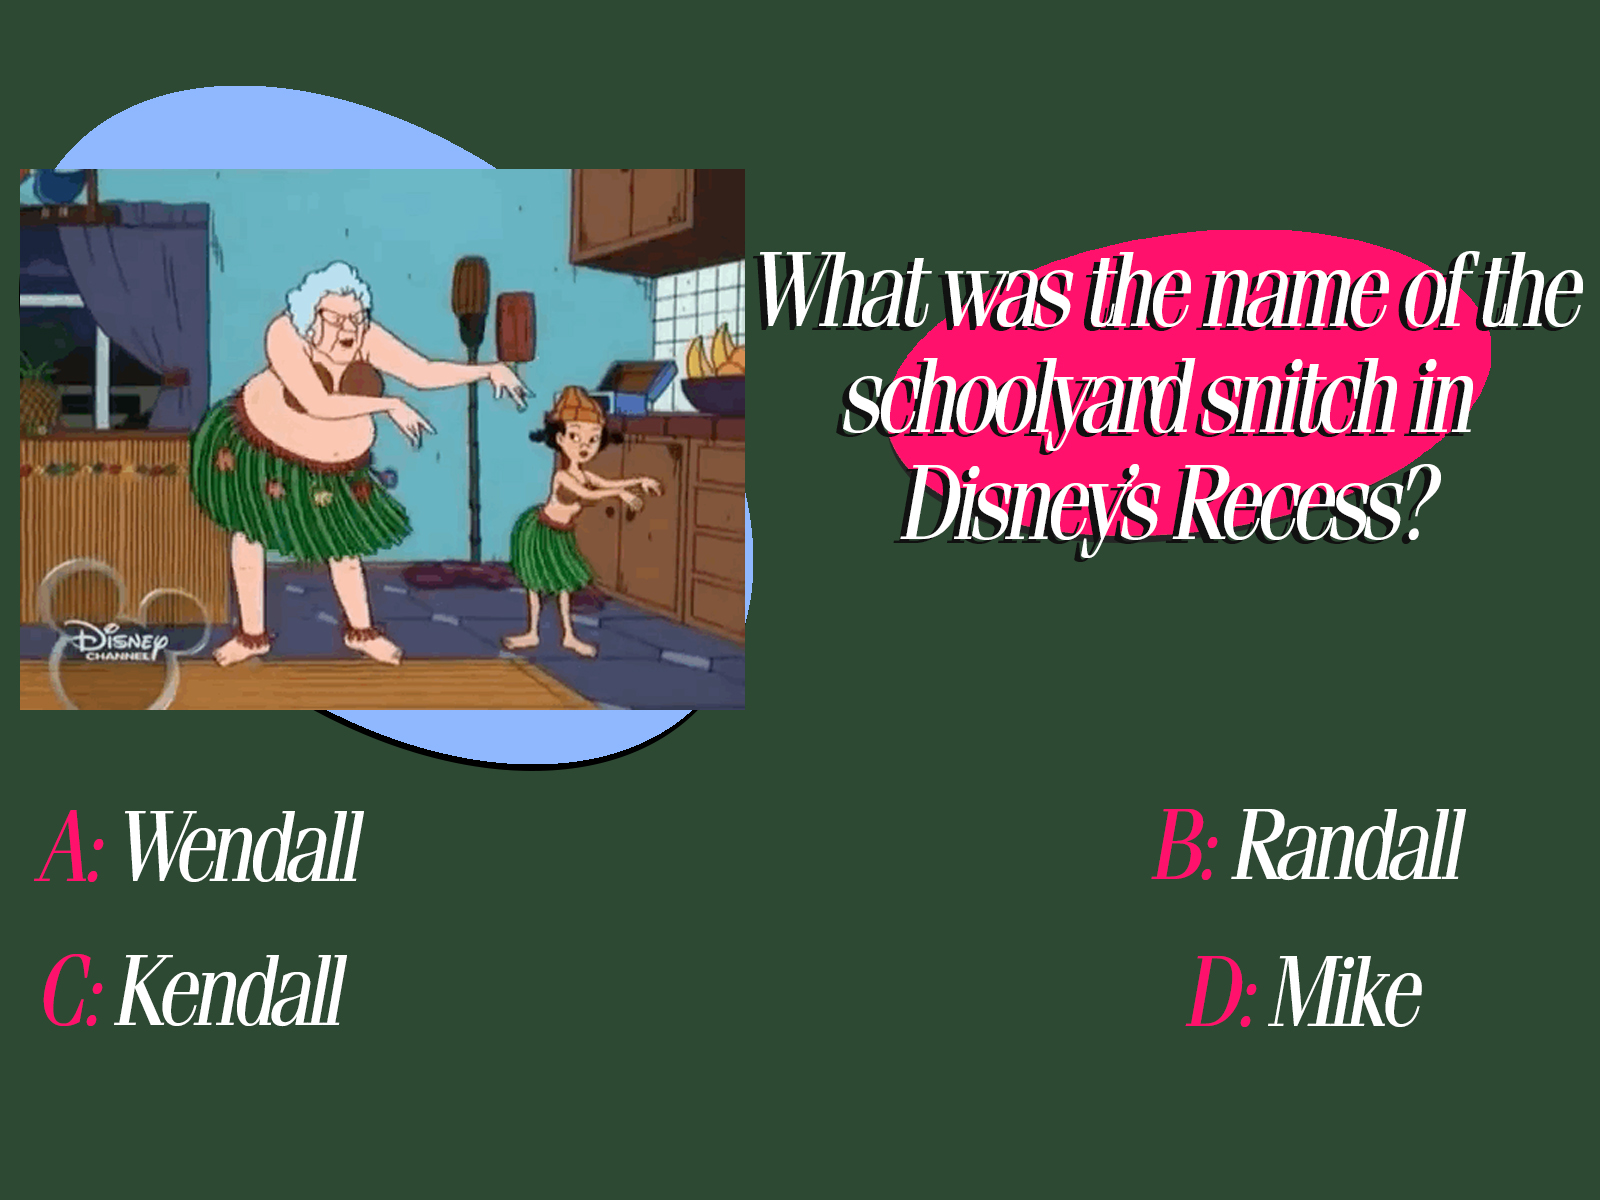 What was the name of the
schoolyard snitch in
Disney's Recess?
DISNEY
CHANNEL
A: Wendall
B: Randall
C: Kendall
D: Mike